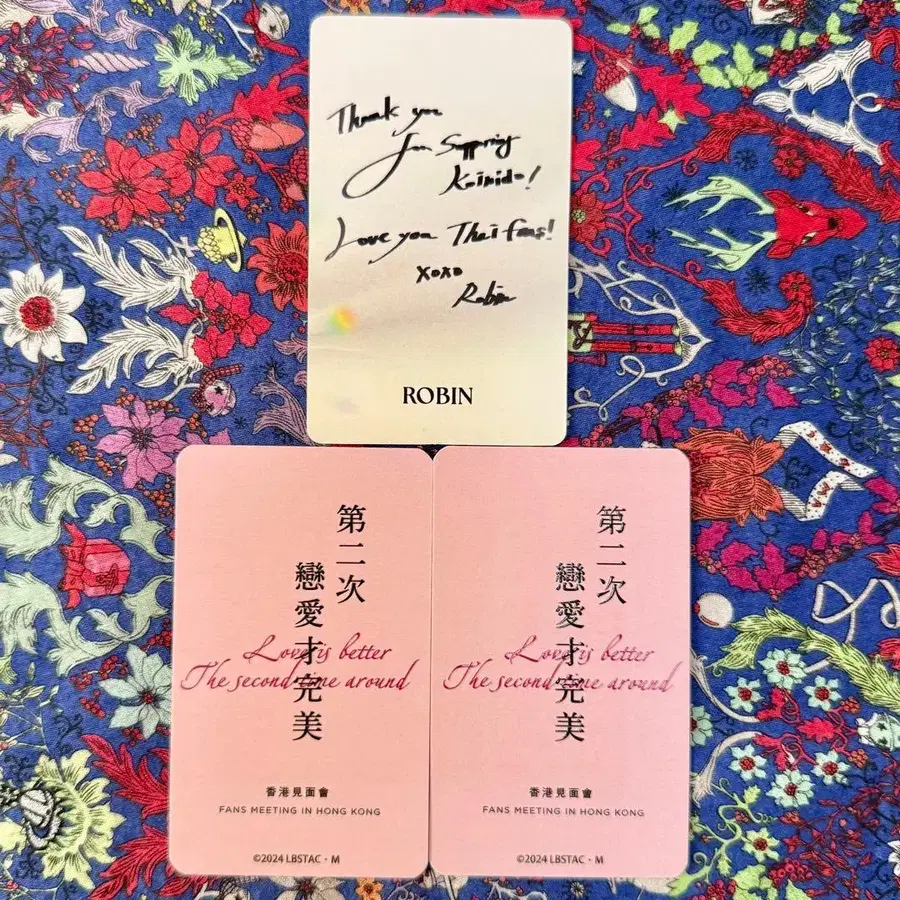 Thank you
for Suppring
Koinido!
Love you Thai fans!
xoxo
Robin
ROBIN
第二次
戀愛才完美
Love is better
The second time around
香港見面會
FANS MEETING IN HONG KONG
©2024 LBSTAC・M
第二次
戀愛才完美
Love is better
The second time around
香港見面會
FANS MEETING IN HONG KONG
©2024 LBSTAC・M